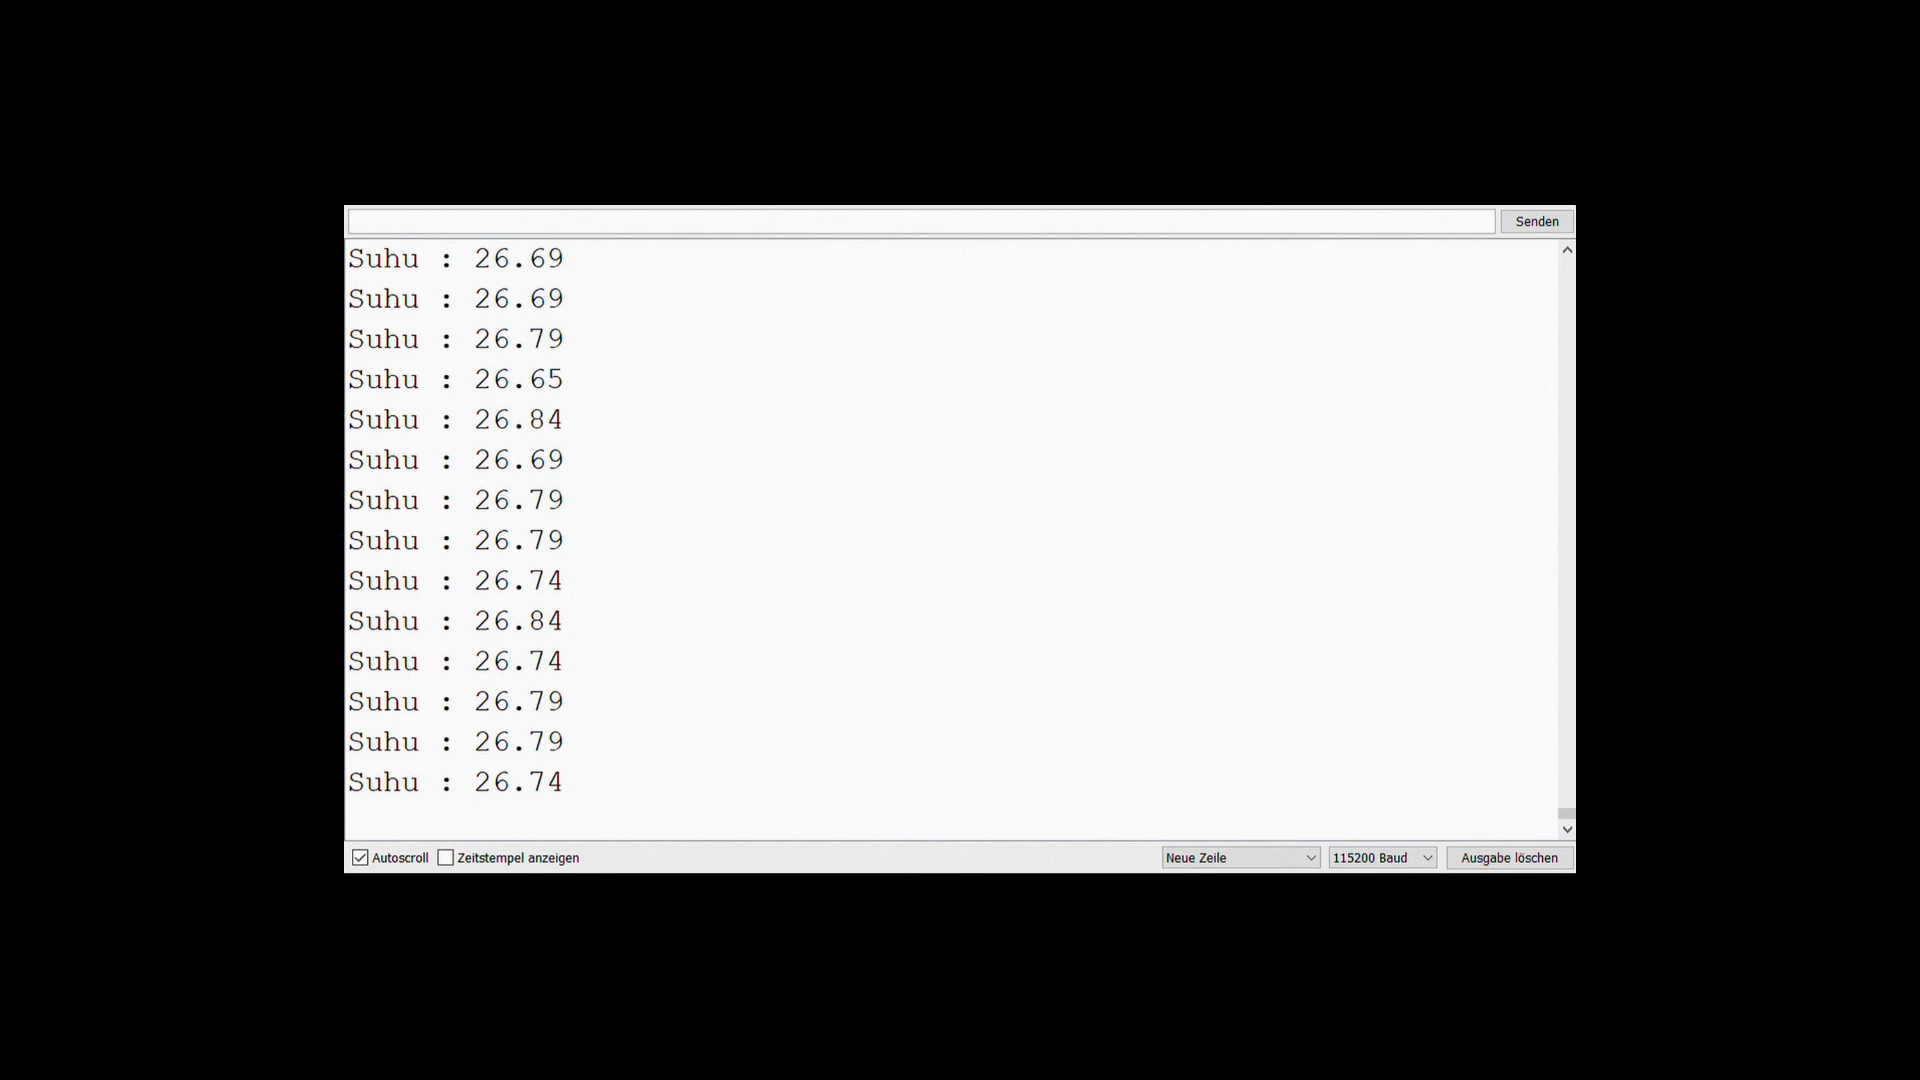 Senden
Suhu : 26.69
Suhu : 26.69
Suhu : 26.79
Suhu : 26.65
Suhu : 26.84
Suhu : 26.69
Suhu : 26.79
Suhu : 26.79
Suhu : 26.74
Suhu : 26.84
Suhu : 26.74
Suhu : 26.79
Suhu : 26.79
Suhu : 26.74
Autoscroll Zeitstempel anzeigen Neue Zeile 115200 Baud Ausgabe löschen